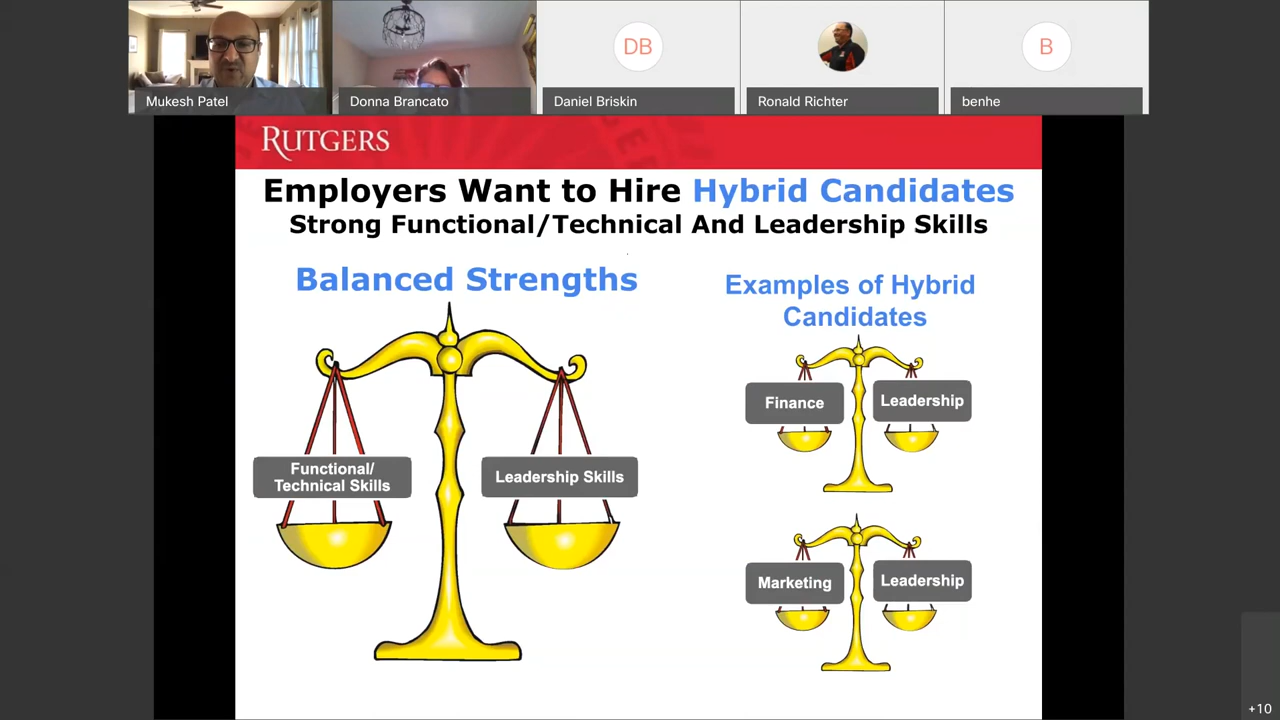 DB
B
Mukesh Patel
Donna Brancato
Daniel Briskin
Ronald Richter
benhe
RUTGERS
Employers Want to Hire Hybrid Candidates
Strong Functional/Technical And Leadership Skills
Balanced Strengths
Functional/
Technical Skills
Leadership Skills
Examples of Hybrid
Candidates
Finance
Leadership
Marketing
Leadership
+10